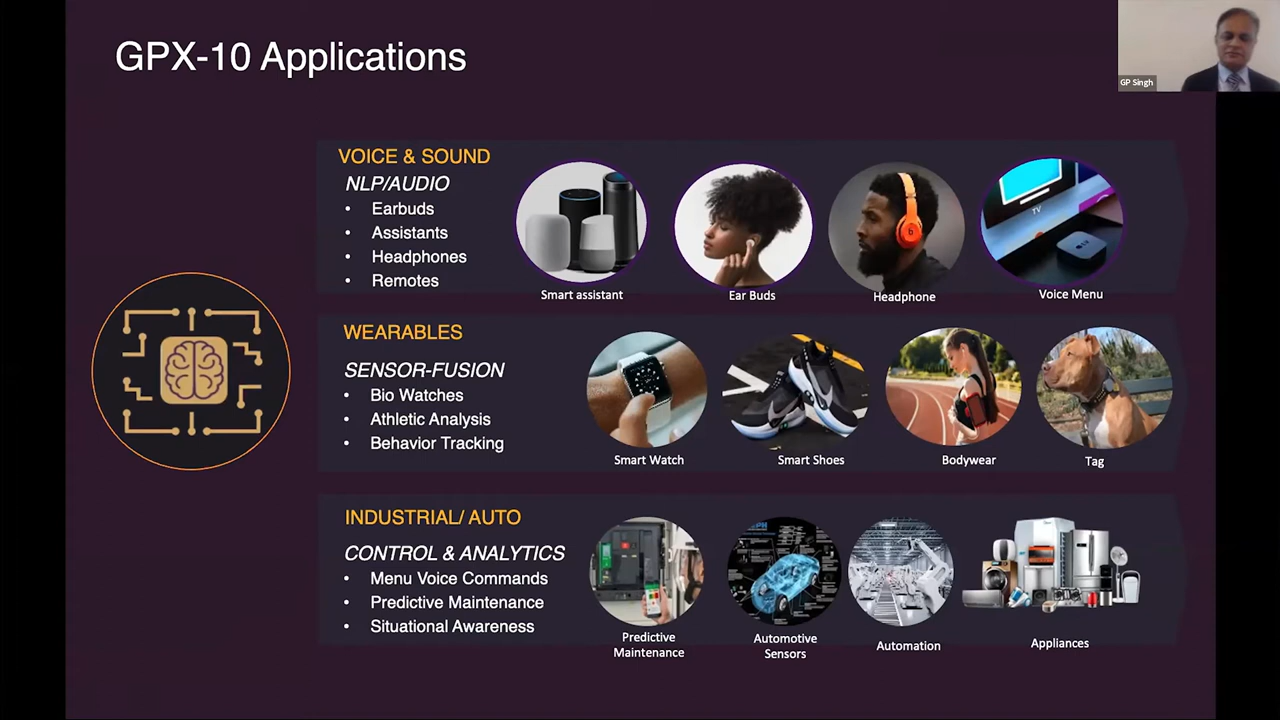 GPX-10 Applications
GP Singh
VOICE & SOUND
NLP/AUDIO
• Earbuds
• Assistants
• Headphones
• Remotes
TV
Smart assistant
Ear Buds
Headphone
Voice Menu
WEARABLES
SENSOR-FUSION
• Bio Watches
• Athletic Analysis
• Behavior Tracking
Smart Watch
Smart Shoes
Bodywear
Tag
INDUSTRIAL/ AUTO
CONTROL & ANALYTICS
• Menu Voice Commands
• Predictive Maintenance
• Situational Awareness
Predictive
Maintenance
Automotive
Sensors
Automation
Appliances